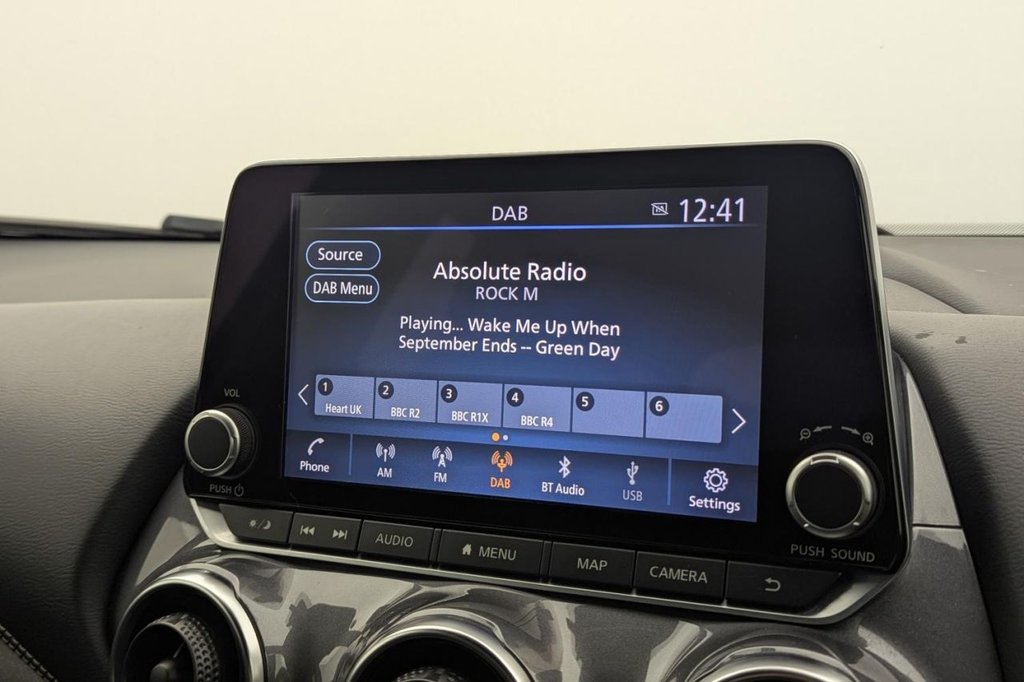 DAB
12:41
Source
DAB Menu
Absolute Radio
ROCK M
Playing... Wake Me Up When
September Ends -- Green Day
1 2 3 4 5 6
Heart UK BBC R2 BBC R1X BBC R4
Phone AM FM DAB BT Audio USB Settings
VOL
PUSH
PUSH SOUND
AUDIO MENU MAP CAMERA